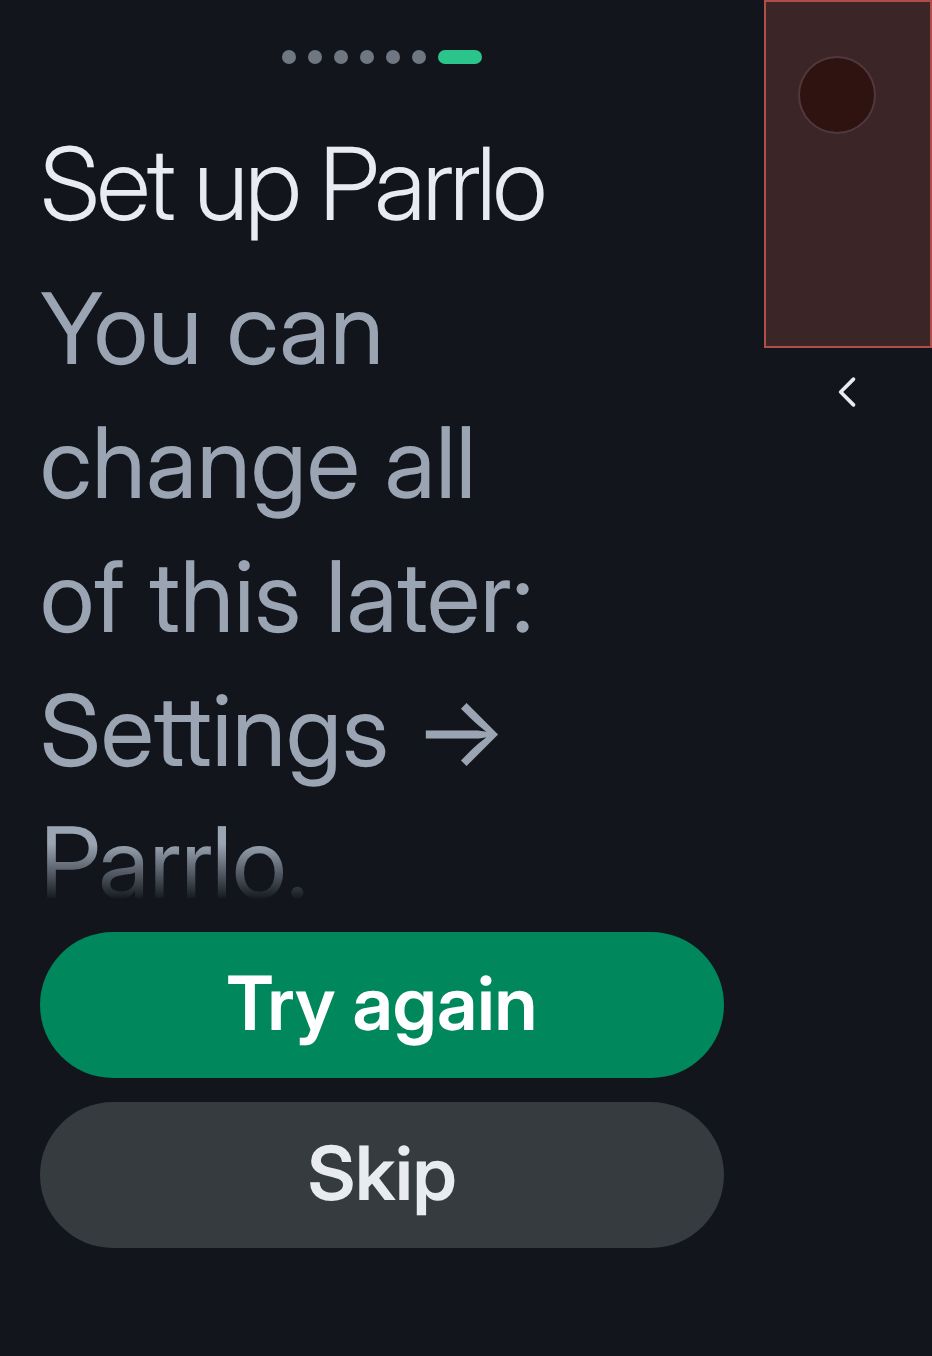 Set up Parrlo
You can
change all
of this later:
Settings →
Parrlo.
Try again
Skip